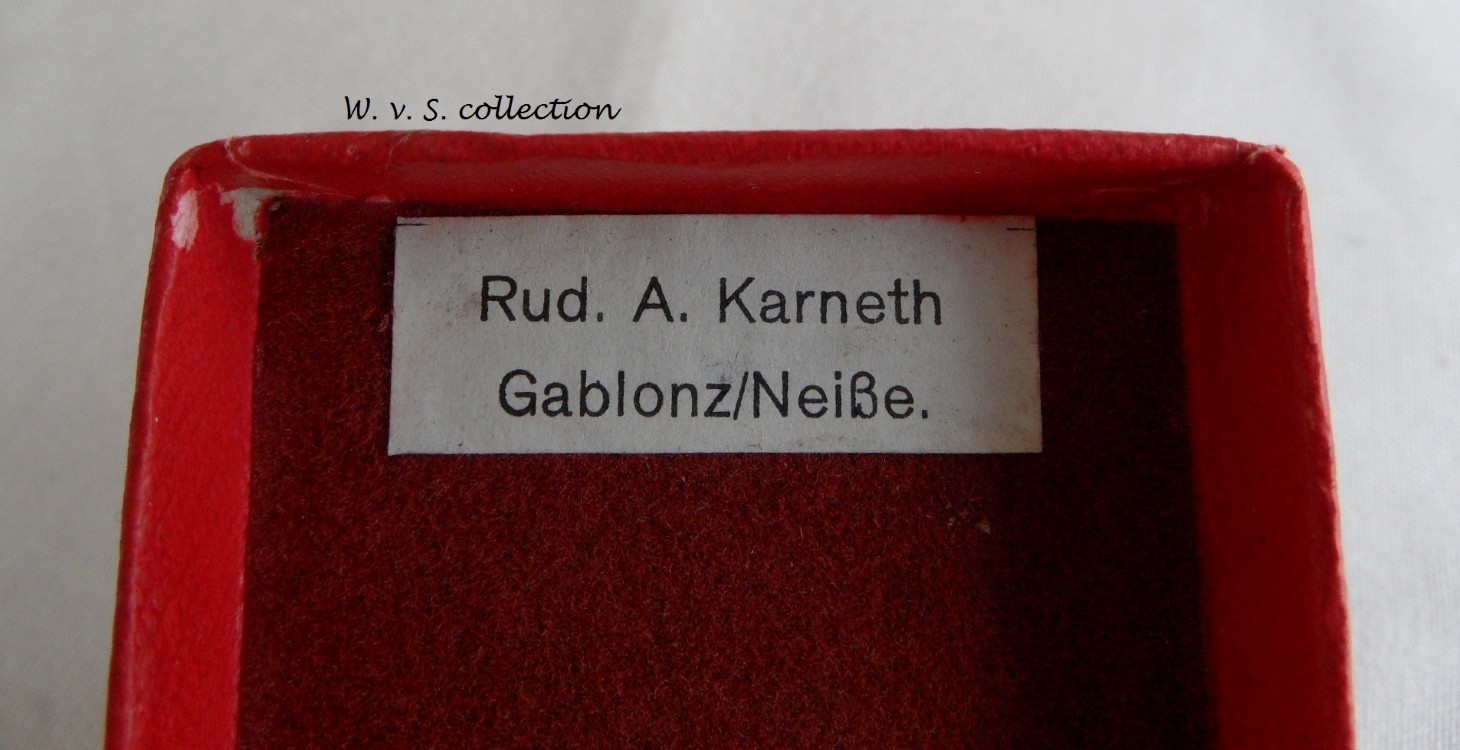 W. v. S. collection
Rud. A. Karneth
Gablonz/Neiße.